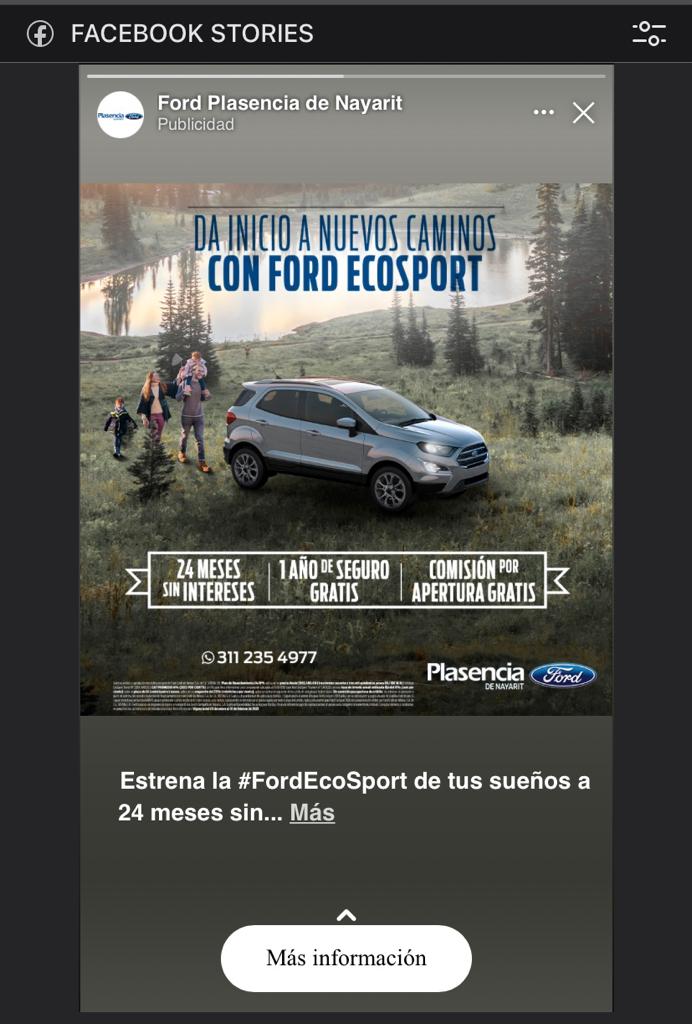 FACEBOOK STORIES
Ford Plasencia de Nayarit
Publicidad
DA INICIO A NUEVOS CAMINOS
CON FORD ECOSPORT
24 MESES
SIN INTERESES
1 AÑO DE SEGURO
GRATIS
COMISIÓN POR
APERTURA GRATIS
311 235 4977
Plasencia
DE NAYARIT
Ford
Estrena la #FordEcoSport de tus sueños a
24 meses sin... Más
Más información